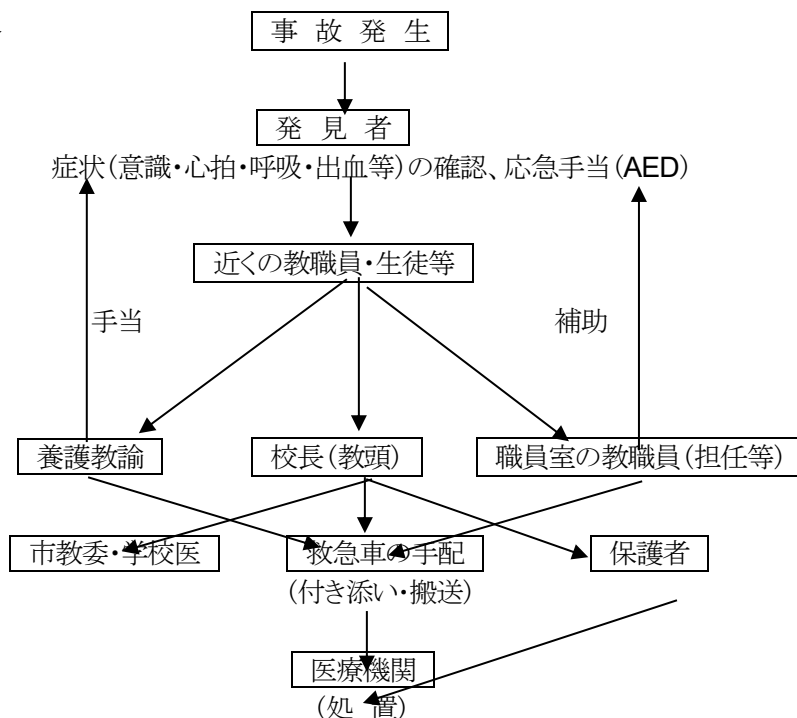 事 故 発 生
発 見 者
症状(意識・心拍・呼吸・出血等)の確認、応急手当(AED)
近くの教職員・生徒等
手当 補助
養護教諭 校長(教頭) 職員室の教職員(担任等)
市教委・学校医 救急車の手配 保護者
(付き添い・搬送)
医療機関
(処 置)